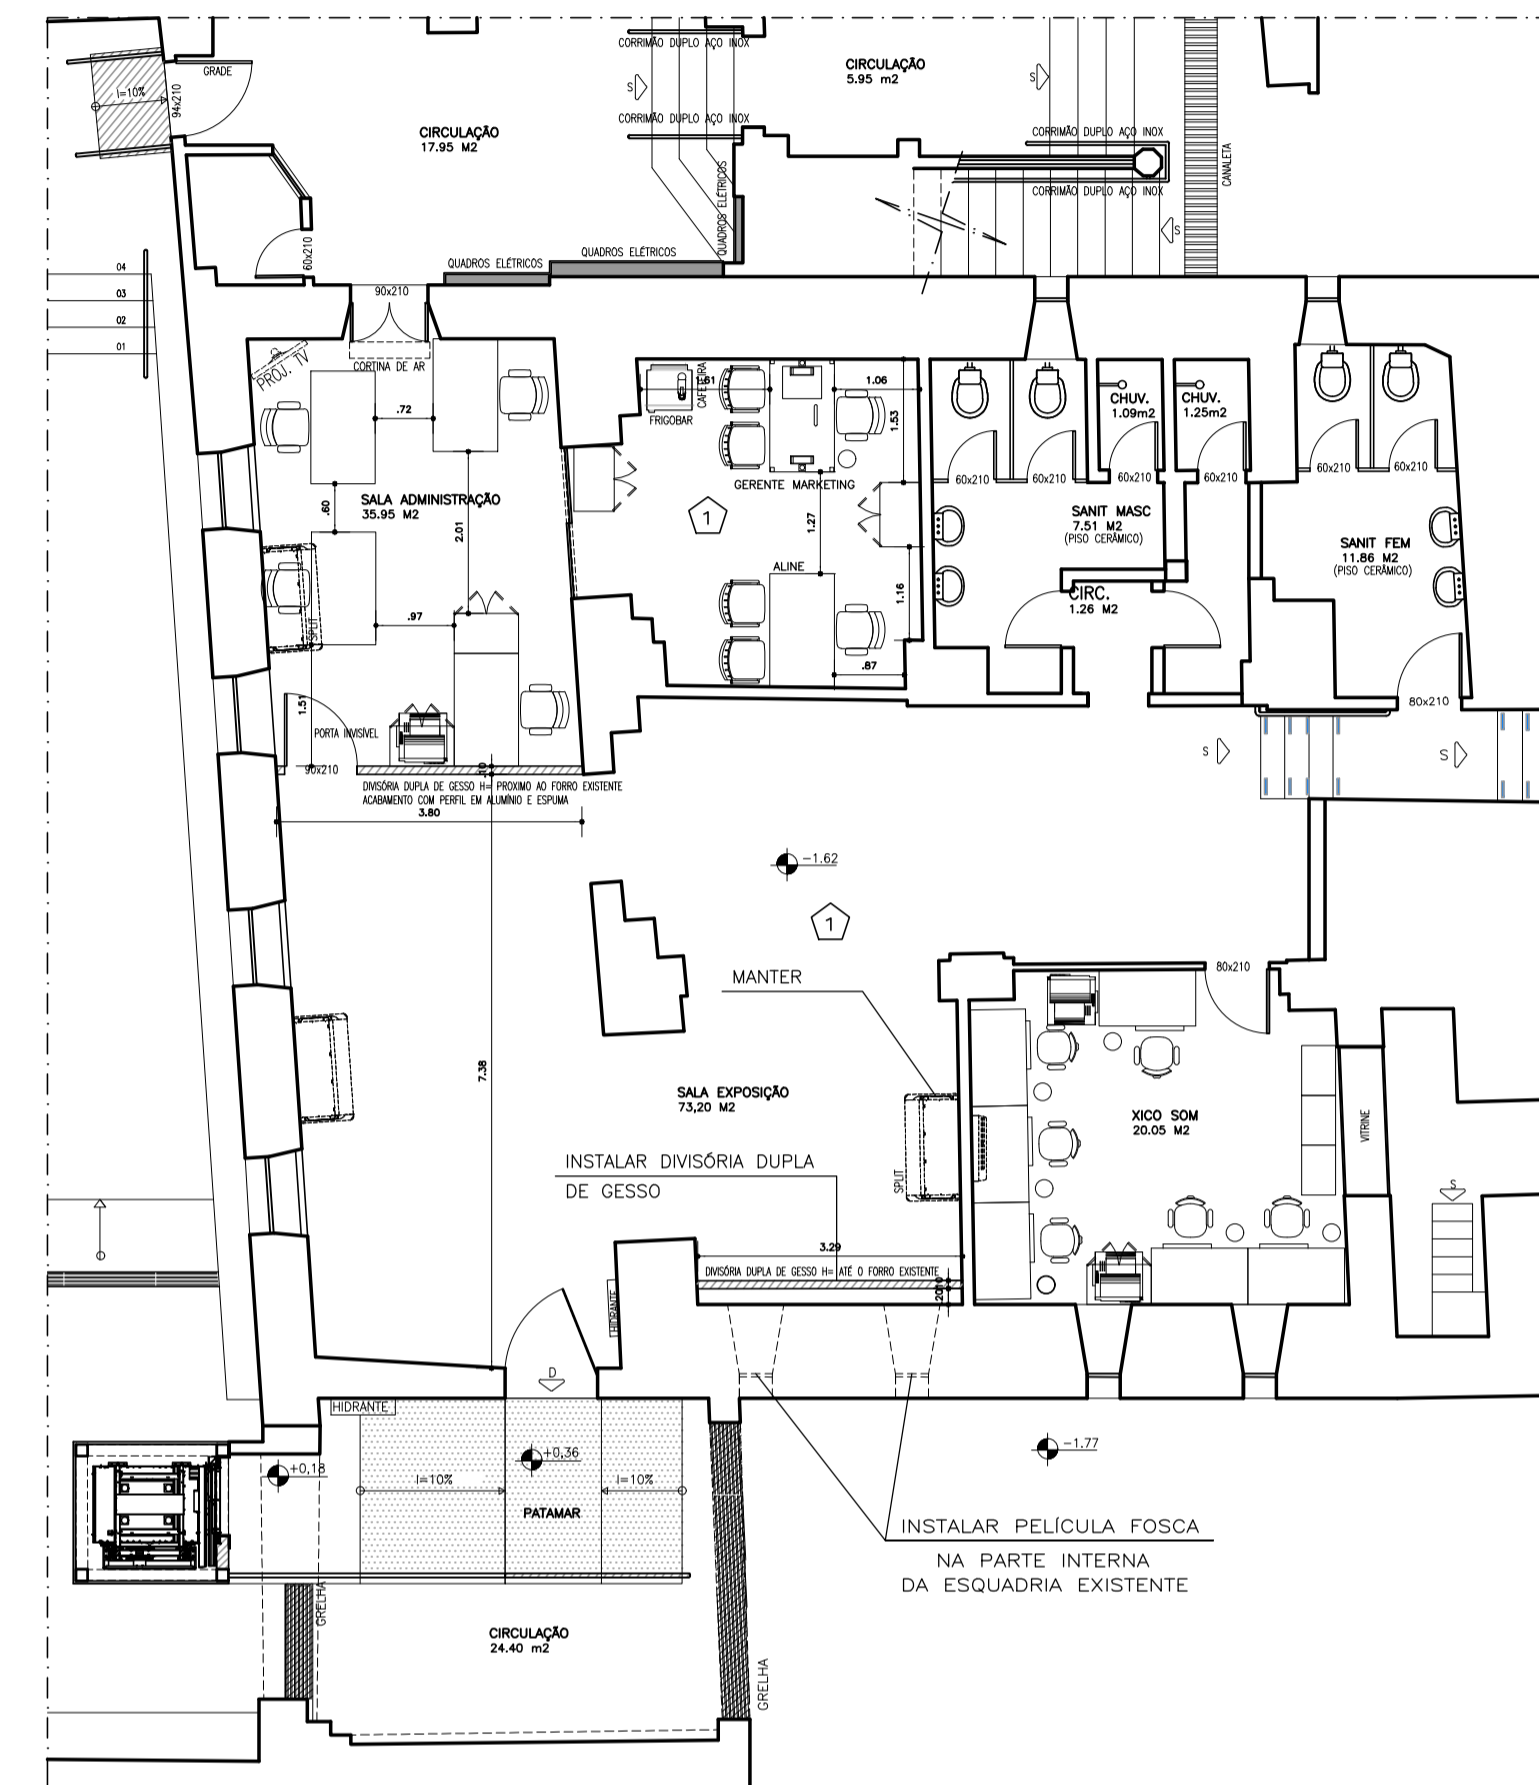 CORRIMÃO DUPLO AÇO INOX
GRADE
CIRCULAÇÃO
5.95 m2
S
S
I=10%
94x210
CORRIMÃO DUPLO AÇO INOX
CIRCULAÇÃO
17.95 M2
CORRIMÃO DUPLO AÇO INOX
CANALETA
CORRIMÃO DUPLO AÇO INOX
QUADROS ELÉTRICOS
S
60x210
QUADROS ELÉTRICOS
QUADROS ELÉTRICOS
04
03
02
01
90x210
PROJ. TV
CORTINA DE AR
.72
.61
CAFETEIRA
FRIGOBAR
1.06
1.53
CHUV.
1.09m2
CHUV.
1.25m2
60x210
60x210
60x210
60x210
60x210
60x210
SALA ADMINISTRAÇÃO
35.95 M2
.60
2.01
GERENTE MARKETING
1
1.27
SANIT MASC
7.51 M2
(PISO CERÂMICO)
SANIT FEM
11.86 M2
(PISO CERÂMICO)
ALINE
1.16
CIRC.
1.26 M2
SPLIT
.97
.87
1.51
PORTA INVISÍVEL
90x210
80x210
.10
DIVISÓRIA DUPLA DE GESSO H= PROXIMO AO FORRO EXISTENTE
ACABAMENTO COM PERFIL EM ALUMÍNIO E ESPUMA
3.80
S
S
-1.62
1
MANTER
80x210
7.38
SALA EXPOSIÇÃO
73,20 M2
XICO SOM
20.05 M2
VITRINE
INSTALAR DIVISÓRIA DUPLA
DE GESSO
SPLIT
S
3.29
DIVISÓRIA DUPLA DE GESSO H= ATÉ O FORRO EXISTENTE
.10
.20
HIDRANTE
D
HIDRANTE
+0,18
+0,36
-1.77
I=10%
I=10%
PATAMAR
INSTALAR PELÍCULA FOSCA
NA PARTE INTERNA
DA ESQUADRIA EXISTENTE
GRELHA
CIRCULAÇÃO
24.40 m2
GRELHA